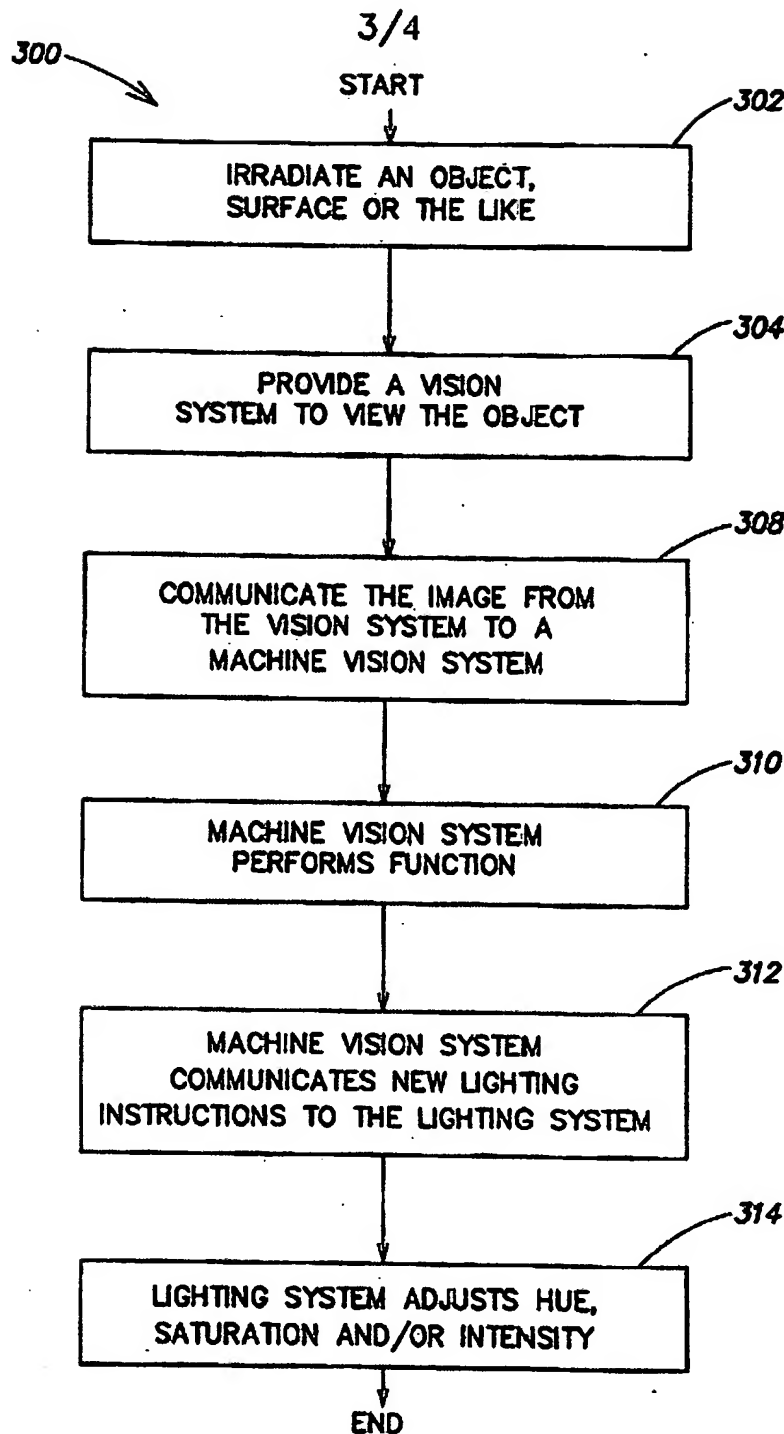 3/4
300
START
302
IRRADIATE AN OBJECT,
SURFACE OR THE LIKE
304
PROVIDE A VISION
SYSTEM TO VIEW THE OBJECT
308
COMMUNICATE THE IMAGE FROM
THE VISION SYSTEM TO A
MACHINE VISION SYSTEM
310
MACHINE VISION SYSTEM
PERFORMS FUNCTION
312
MACHINE VISION SYSTEM
COMMUNICATES NEW LIGHTING
INSTRUCTIONS TO THE LIGHTING SYSTEM
314
LIGHTING SYSTEM ADJUSTS HUE,
SATURATION AND/OR INTENSITY
END